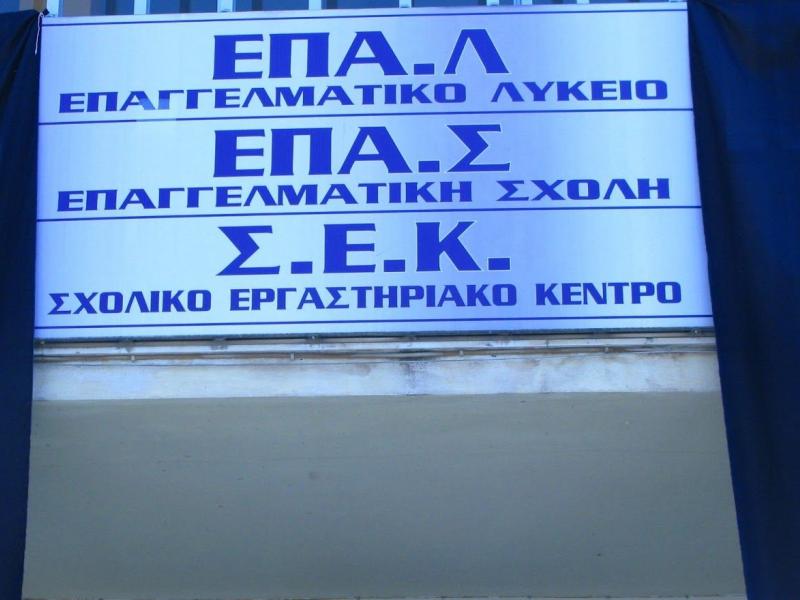 ΕΠΑ.Λ
ΕΠΑΓΓΕΛΜΑΤΙΚΟ ΛΥΚΕΙΟ
ΕΠΑ.Σ
ΕΠΑΓΓΕΛΜΑΤΙΚΗ ΣΧΟΛΗ
Σ.Ε.Κ.
ΣΧΟΛΙΚΟ ΕΡΓΑΣΤΗΡΙΑΚΟ ΚΕΝΤΡΟ